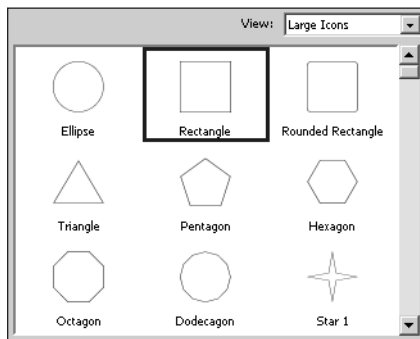 View: Large Icons
Ellipse Rectangle Rounded Rectangle
Triangle Pentagon Hexagon
Octagon Dodecagon Star 1